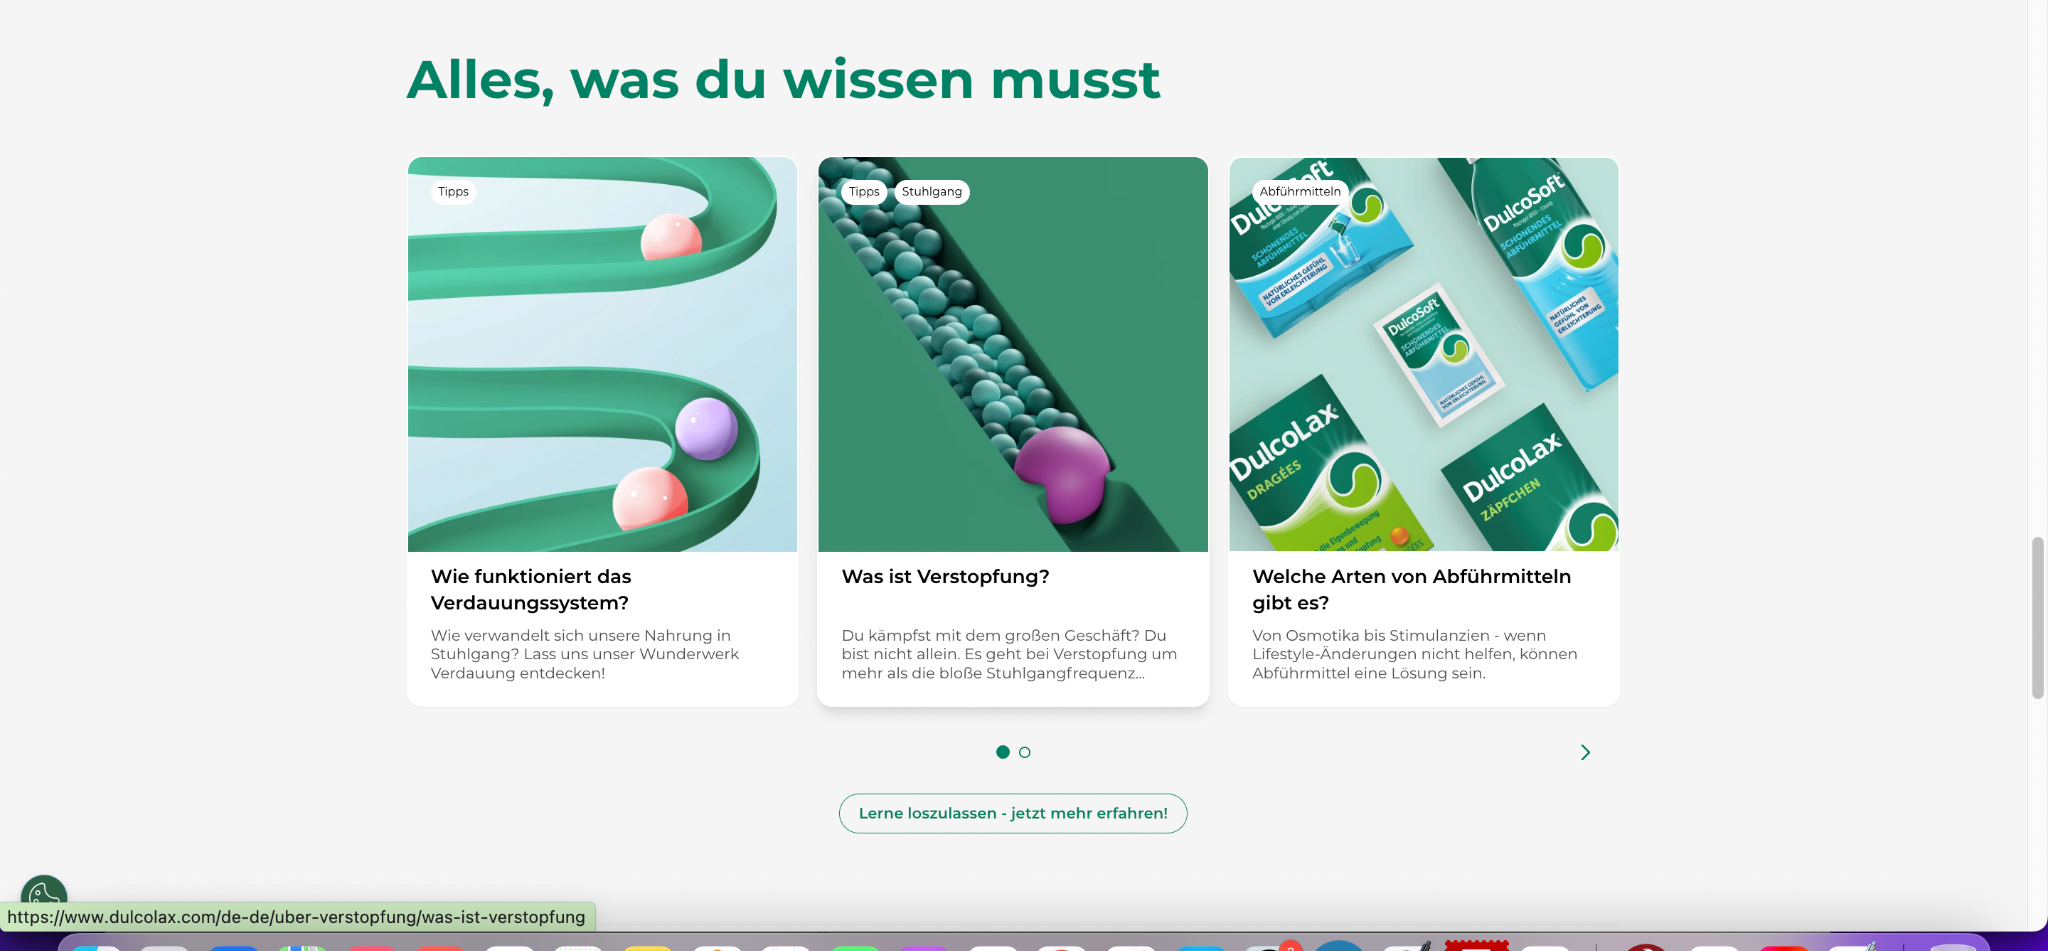 Alles, was du wissen musst
Tipps
Wie funktioniert das
Verdauungssystem?
Wie verwandelt sich unsere Nahrung in
Stuhlgang? Lass uns unser Wunderwerk
Verdauung entdecken!
Tipps
Stuhlgang
Was ist Verstopfung?
Du kämpfst mit dem großen Geschäft? Du
bist nicht allein. Es geht bei Verstopfung um
mehr als die bloße Stuhlgangfrequenz...
Abführmitteln
SCHONENDES
ABFÜHRMITTEL
NATÜRLICHES GEFÜHL
VON ERLEICHTERUNG
DulcoSoft
SCHONENDES
ABFÜHRMITTEL
NATÜRLICHES
GEFÜHL VON
ERLEICHTERUNG
DulcoSoft
SCHONENDES
ABFÜHRMITTEL
NATÜRLICHES GEFÜHL
VON ERLEICHTERUNG
DulcoLax
DRAGÉES
DulcoLax
ZÄPFCHEN
Welche Arten von Abführmitteln
gibt es?
Von Osmotika bis Stimulanzien - wenn
Lifestyle-Änderungen nicht helfen, können
Abführmittel eine Lösung sein.
Lerne loszulassen - jetzt mehr erfahren!
https://www.dulcolax.com/de-de/uber-verstopfung/was-ist-verstopfung